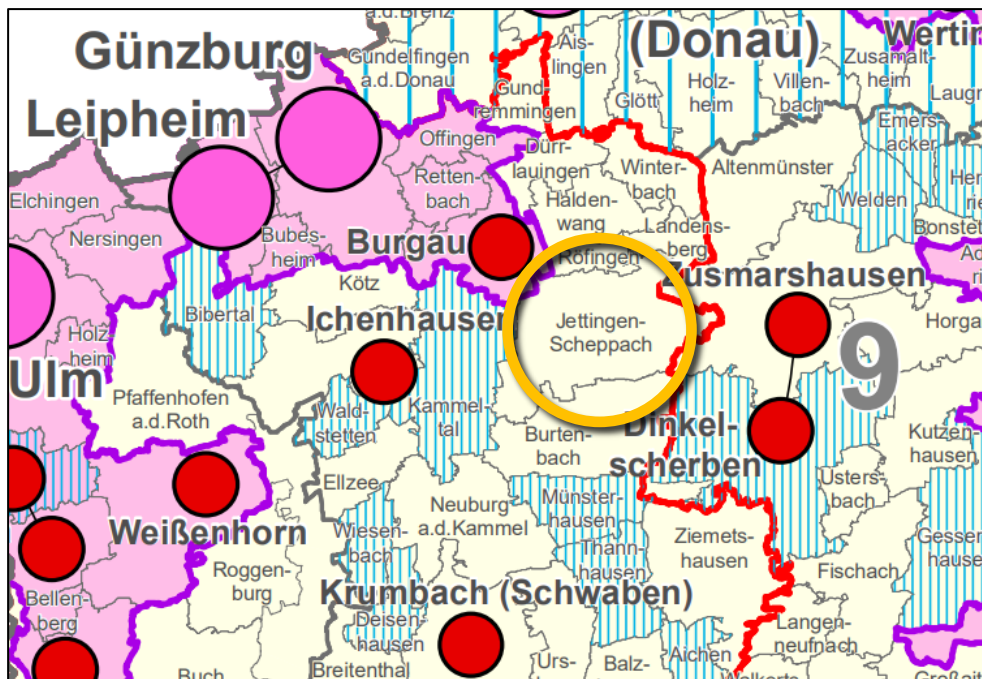 a.d.Brenz
Günzburg
Gundelfingen
a.d.Donau
Ais-
lingen
(Donau)
Wertin
Zusamalt-
heim
Holz-
heim
Villen-
bach
Laugn
Leipheim
Gund-
remmingen
Glött
Emers-
acker
Offingen
Dürr-
lauingen
Winter-
bach
Altenmünster
Retten-
bach
Elchingen
Halden-
wang
Welden
Nersingen
Bubes-
heim
Burgau
Landens-
berg
Bonstet
Röfingen
Zusmarshausen
Kötz
Bibertal
Ichenhausen
Jettingen-
Scheppach
Horga
9
Holz
heim
Ulm
Pfaffenhofen
a.d.Roth
Wald-
stetten
Kammel-
tal
Burten-
bach
Dinkel-
scherben
Kutzen-
hausen
Ellzee
Usters-
bach
Neuburg
a.d.Kammel
Münster-
hausen
Weißenhorn
Wiesen-
bach
Ziemets-
hausen
Gessen
hause
Thann-
hausen
Roggen-
burg
Fischach
Bellen-
berg
Krumbach (Schwaben)
Deisen-
hausen
Langen-
neufnach
Buch
Breitenthal
Urs-
Balz-
Aichen
Walkerts
Großait